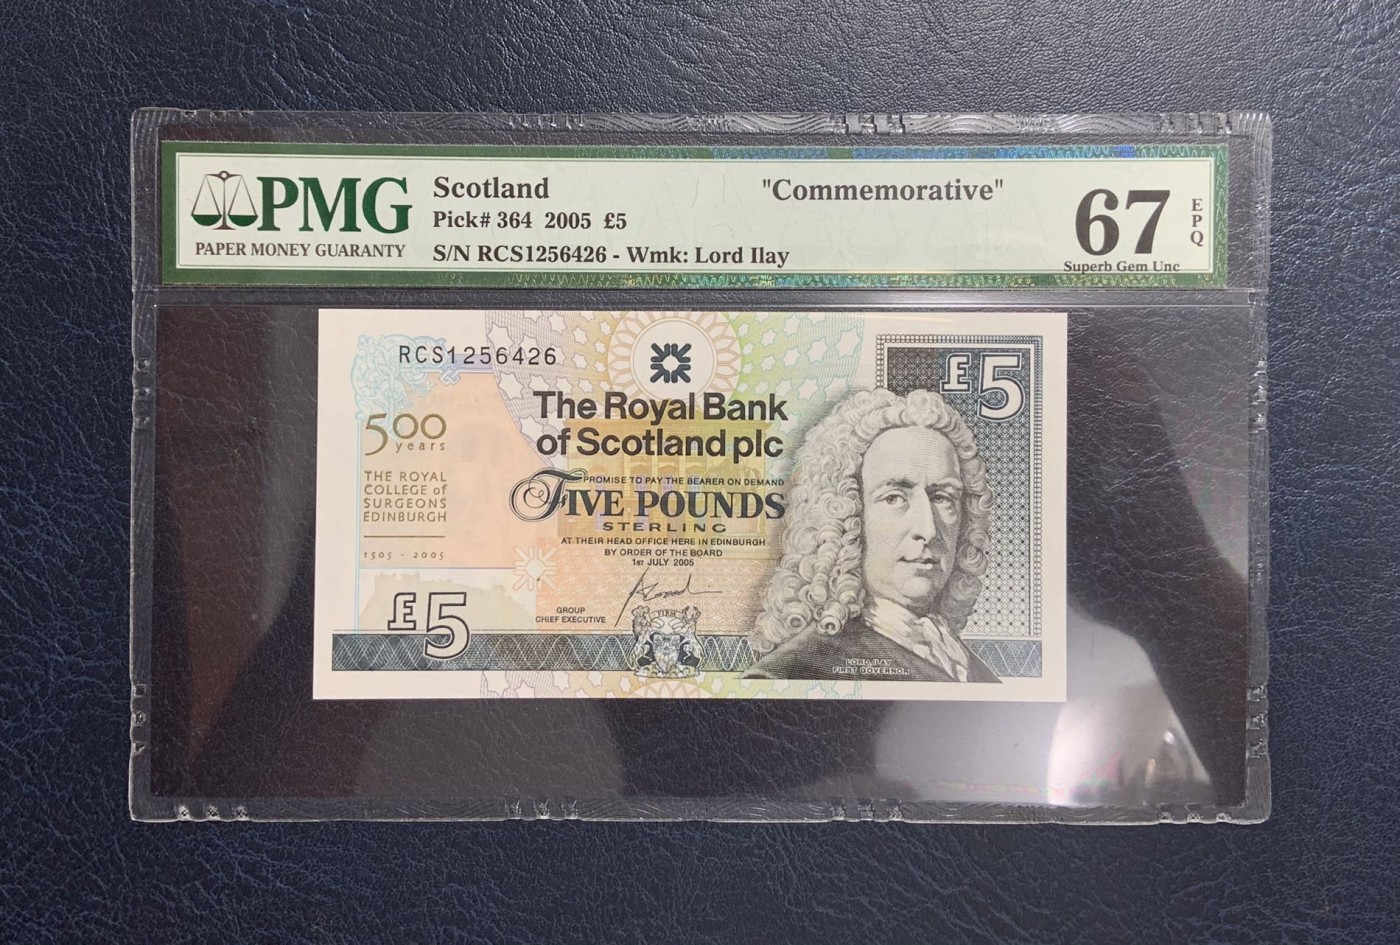 PMG
PAPER MONEY GUARANTY
Scotland
Pick# 364 2005 £5
S/N RCS1256426 - Wmk: Lord Ilay
"Commemorative"
67
EPQ
Superb Gem Unc
RCS1256426
£5
500
years
THE ROYAL
COLLEGE of
SURGEONS
EDINBURGH
1505 - 2005
The Royal Bank
of Scotland plc
PROMISE TO PAY THE BEARER ON DEMAND
FIVE POUNDS
STERLING
AT THEIR HEAD OFFICE HERE IN EDINBURGH
BY ORDER OF THE BOARD
1ST JULY 2005
GROUP
CHIEF EXECUTIVE
FIRM
£5
LORD ILAY
FIRST GOVERNOR